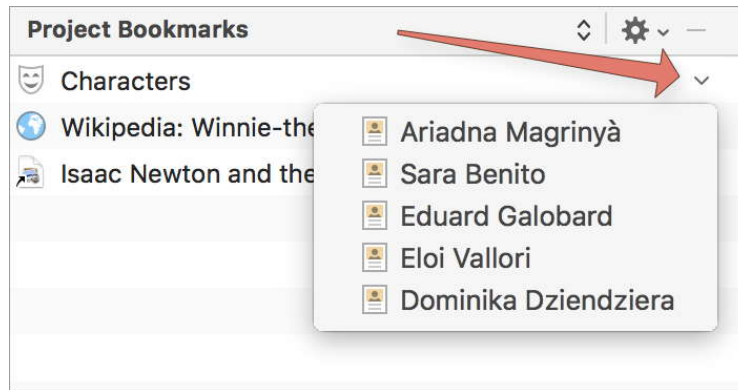 Project Bookmarks
Characters
Wikipedia: Winnie-the
Isaac Newton and the
Ariadna Magrinyà
Sara Benito
Eduard Galobard
Eloi Vallori
Dominika Dziendziera